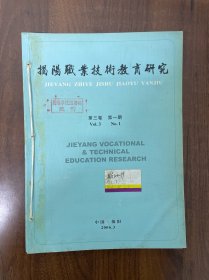 揭陽職業技術教育研究
JIEYANG ZHIYE JISHU JIAOYU YANJIU
第三卷 第一期
Vol.3 No.1
JIEYANG VOCATIONAL
& TECHNICAL
EDUCATION RESEARCH
中国·揭阳
2008.3